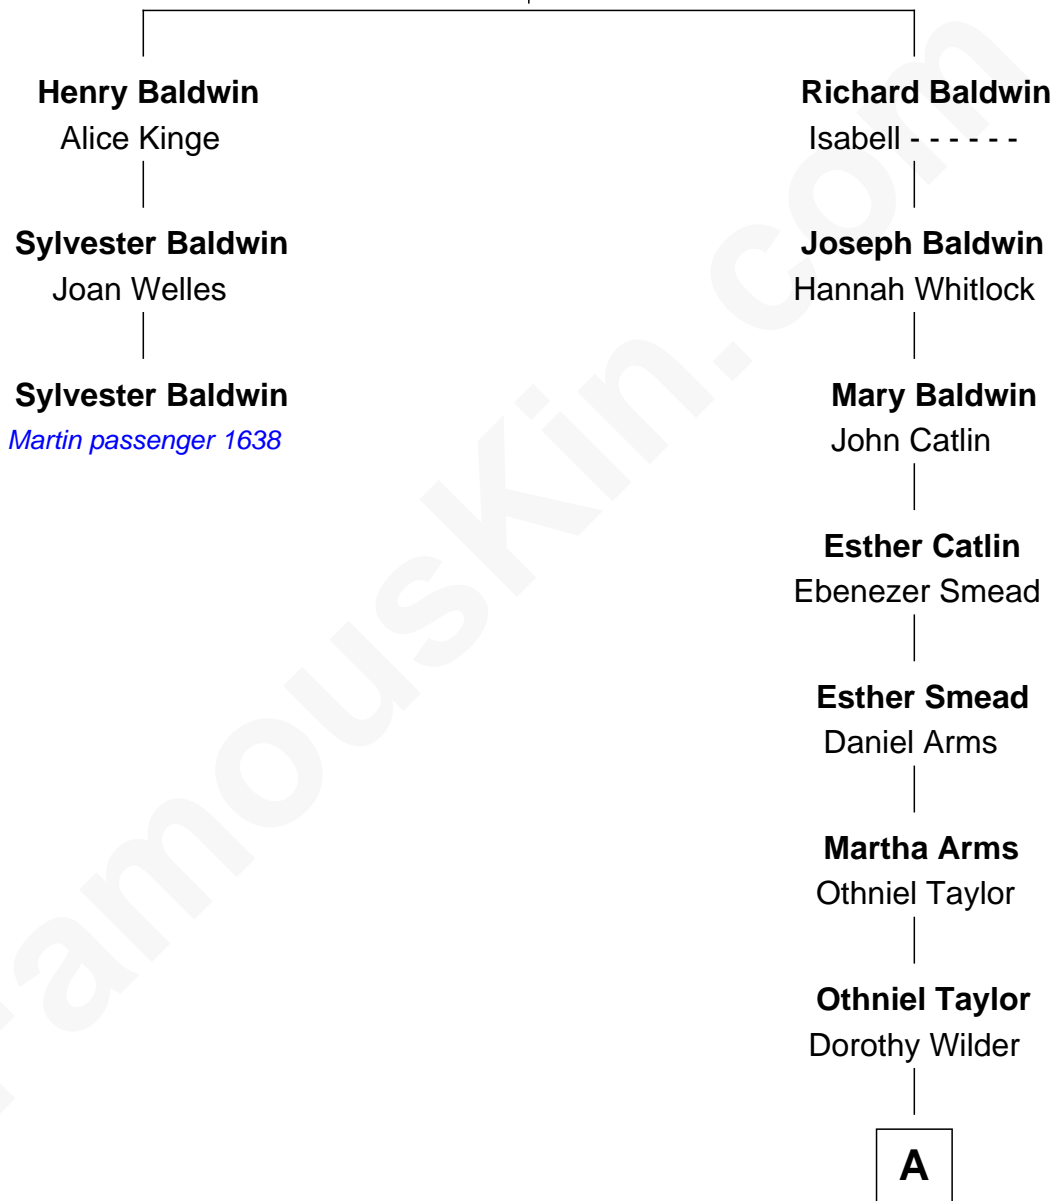 Henry Baldwin
Alice Kinge
Sylvester Baldwin
Joan Welles
Sylvester Baldwin
Martin passenger 1638
Richard Baldwin
Isabell - - - - - -
Joseph Baldwin
Hannah Whitlock
Mary Baldwin
John Catlin
Esther Catlin
Ebenezer Smead
Esther Smead
Daniel Arms
Martha Arms
Othniel Taylor
Othniel Taylor
Dorothy Wilder
A
FamousKin.com